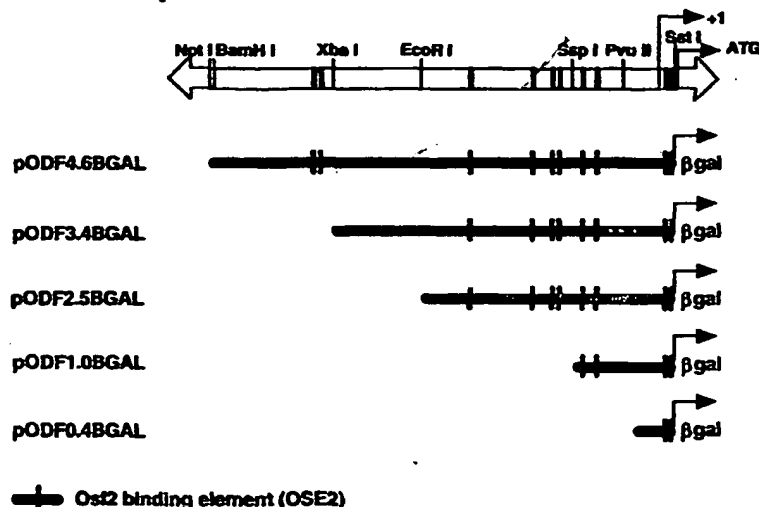 +1
Not I BamH I Xba I EcoR I Ssp I Pvu II Sst I
ATG
pODF4.6BGAL βgal
pODF3.4BGAL βgal
pODF2.5BGAL βgal
pODF1.0BGAL βgal
pODF0.4BGAL βgal
Osf2 binding element (OSE2)